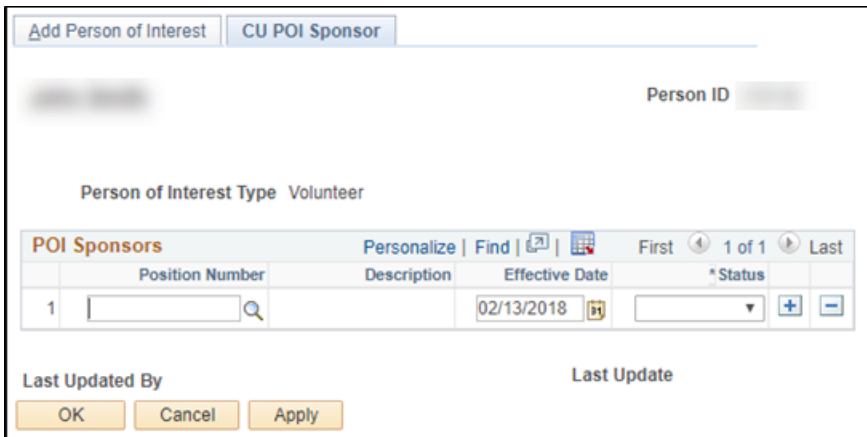 Add Person of Interest CU POI Sponsor
Person ID
Person of Interest Type Volunteer
POI Sponsors Personalize | Find | | First 1 of 1 Last
Position Number Description Effective Date *Status
1 02/13/2018 31
Last Updated By Last Update
OK Cancel Apply